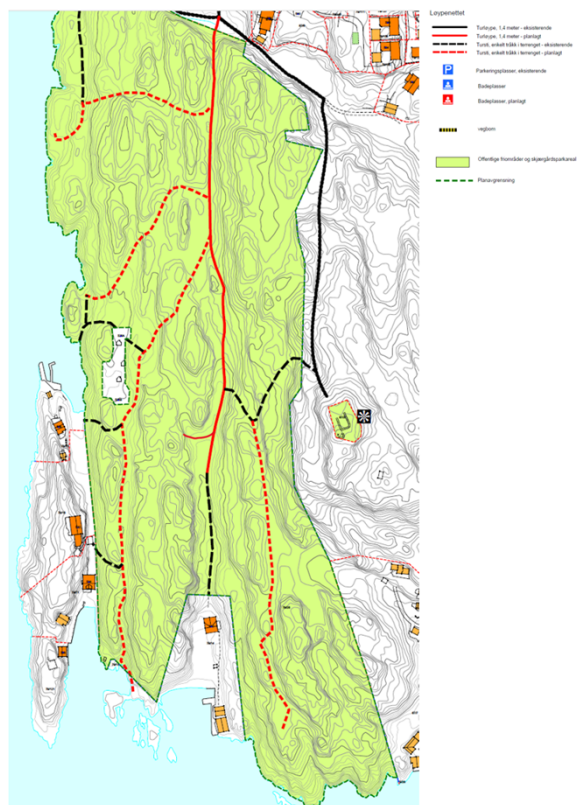 Løypenettet
Turløype, 1,4 meter - eksisterende
Turløype, 1,4 meter - planlagt
Tursti, enkelt tråkk i terrenget - eksisterende
Tursti, enkelt tråkk i terrenget - planlagt
P
Parkeringsplasser, eksisterende
Badeplasser
Badeplasser, planlagt
vegbom
Offentlige friområder og skjærgårdsparkareal
Planavgrensning